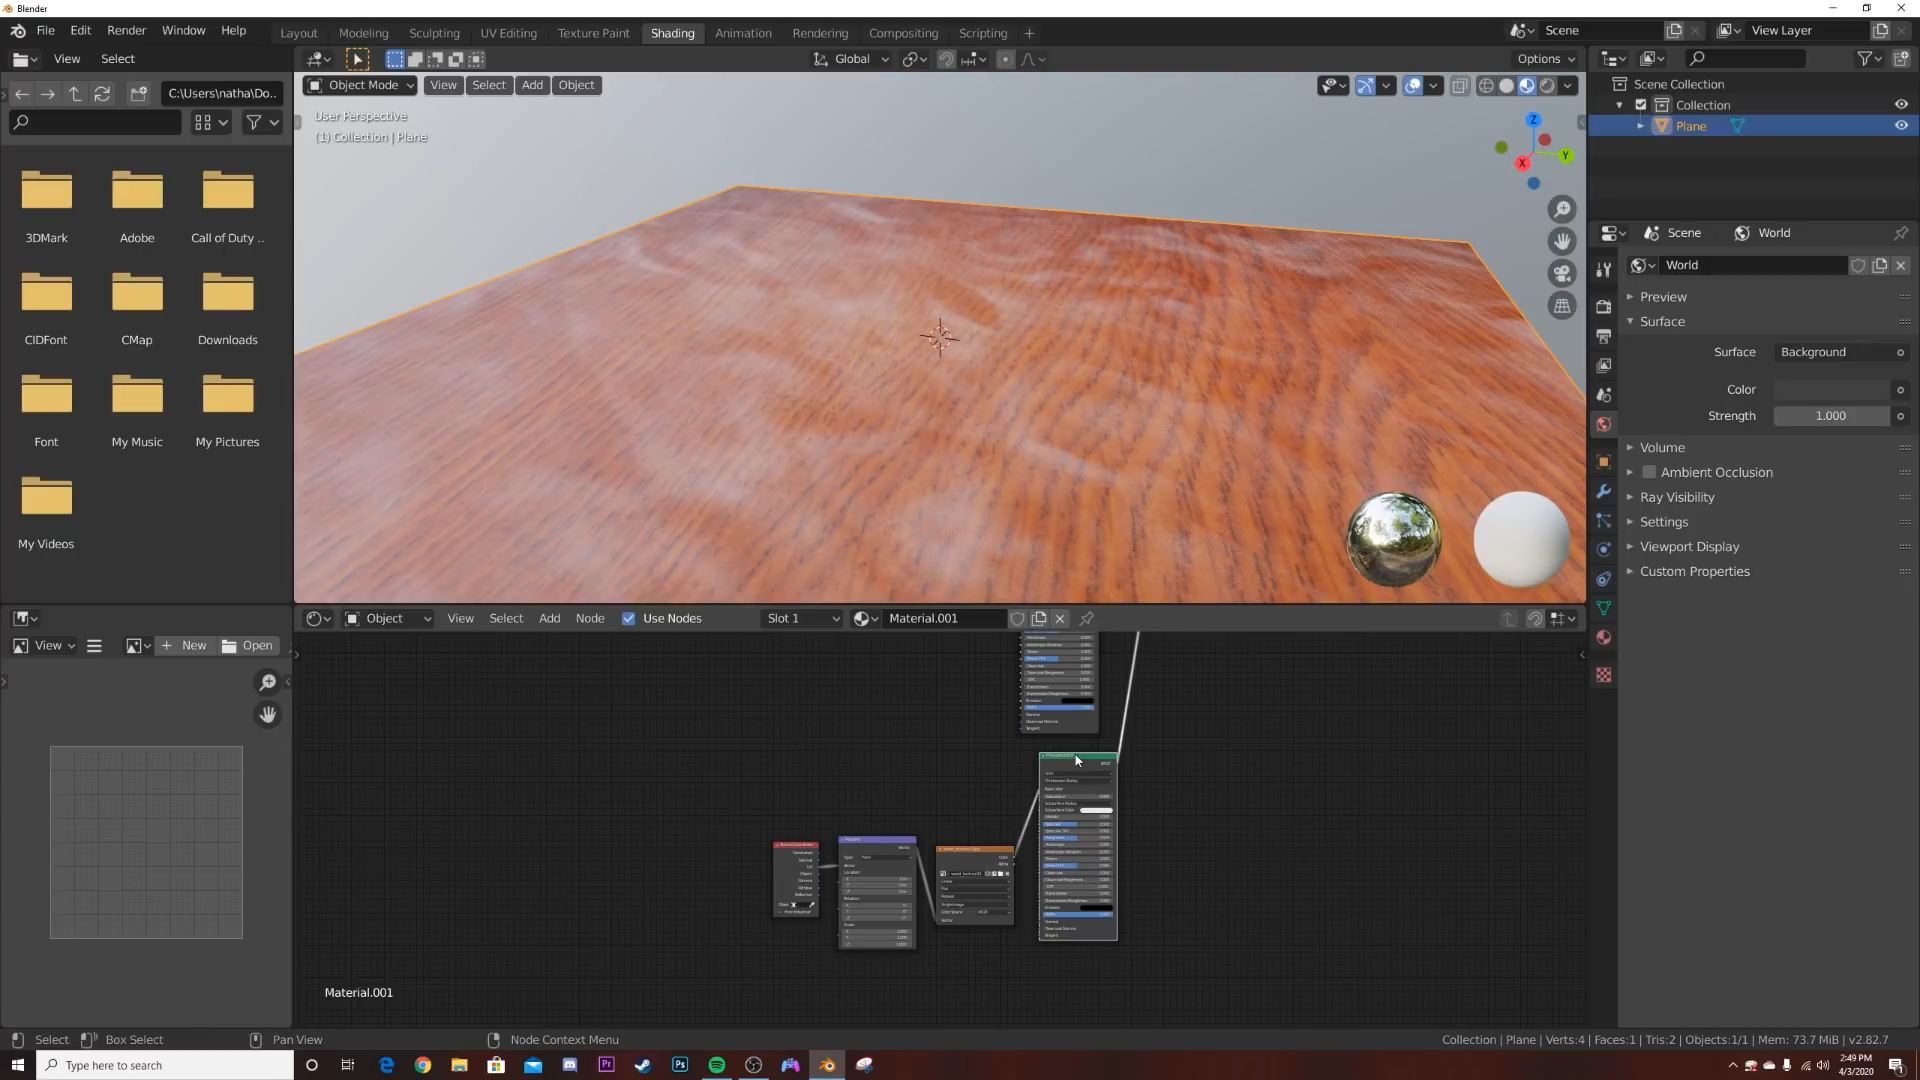 Blender
File Edit Render Window Help
Layout Modeling Sculpting UV Editing Texture Paint Shading Animation Rendering Compositing Scripting +
Scene
View Layer
View Select
Global
Options
C:\Users\natha\Do..
Object Mode View Select Add Object
User Perspective
(1) Collection | Plane
Z
Y
X
3DMark Adobe Call of Duty ..
CIDFont CMap Downloads
Font My Music My Pictures
My Videos
Scene Collection
Collection
Plane
Scene World
World
Preview
Surface
Surface Background
Color
Strength 1.000
Volume
Ambient Occlusion
Ray Visibility
Settings
Viewport Display
Custom Properties
Object View Select Add Node Use Nodes Slot 1 Material.001
View + New Open
Material.001
Select Box Select Pan View Node Context Menu
Collection | Plane | Verts:4 | Faces:1 | Tris:2 | Objects:1/1 | Mem: 73.7 MiB | v2.82.7
Type here to search
2:49 PM
4/3/2020